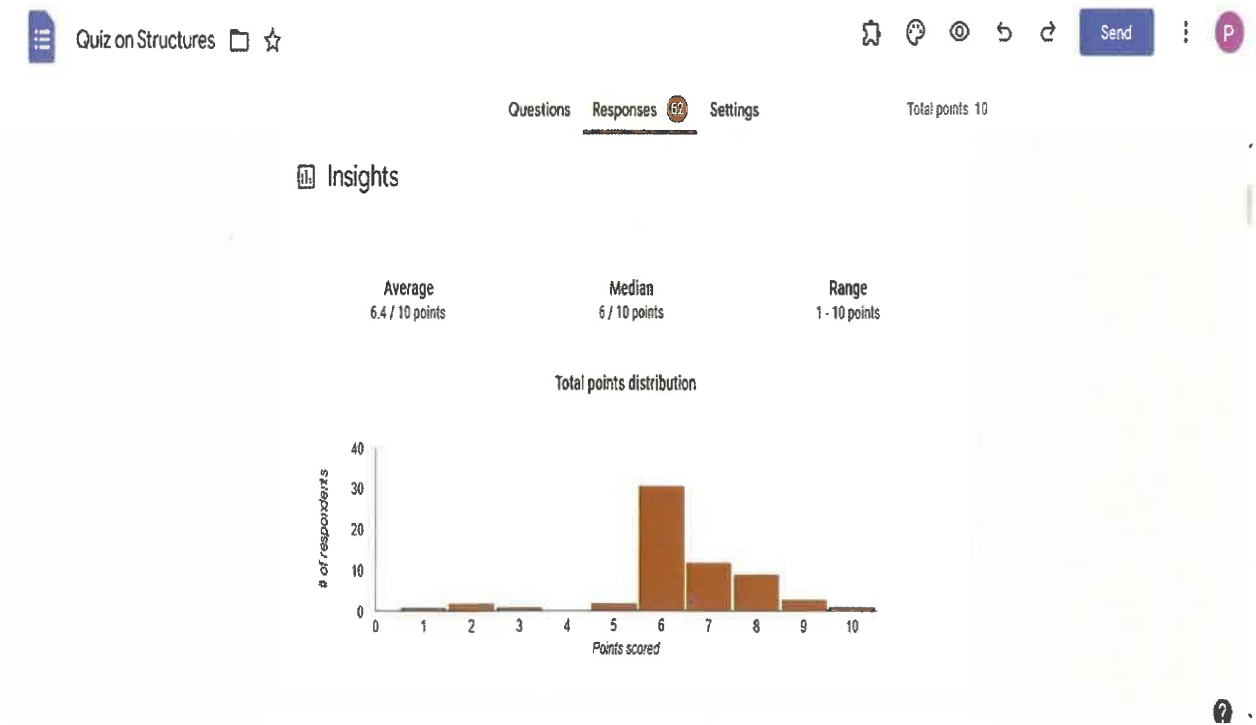 Quiz on Structures
Send
P
Questions Responses 62 Settings
Total points 10
Insights
Average
6.4 / 10 points
Median
6 / 10 points
Range
1 - 10 points
Total points distribution
# of respondents
40
30
20
10
0
0 1 2 3 4 5 6 7 8 9 10
Points scored